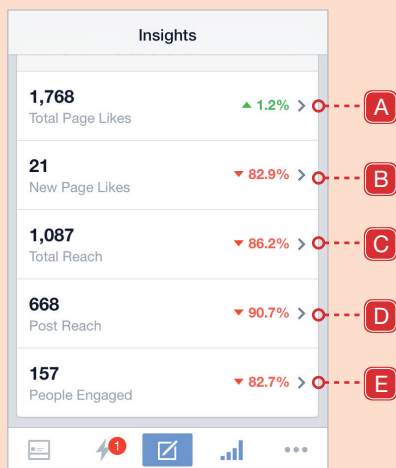 Insights
1,768
Total Page Likes
▲ 1.2%
A
21
New Page Likes
▼ 82.9%
B
1,087
Total Reach
▼ 86.2%
C
668
Post Reach
▼ 90.7%
D
157
People Engaged
▼ 82.7%
E
1